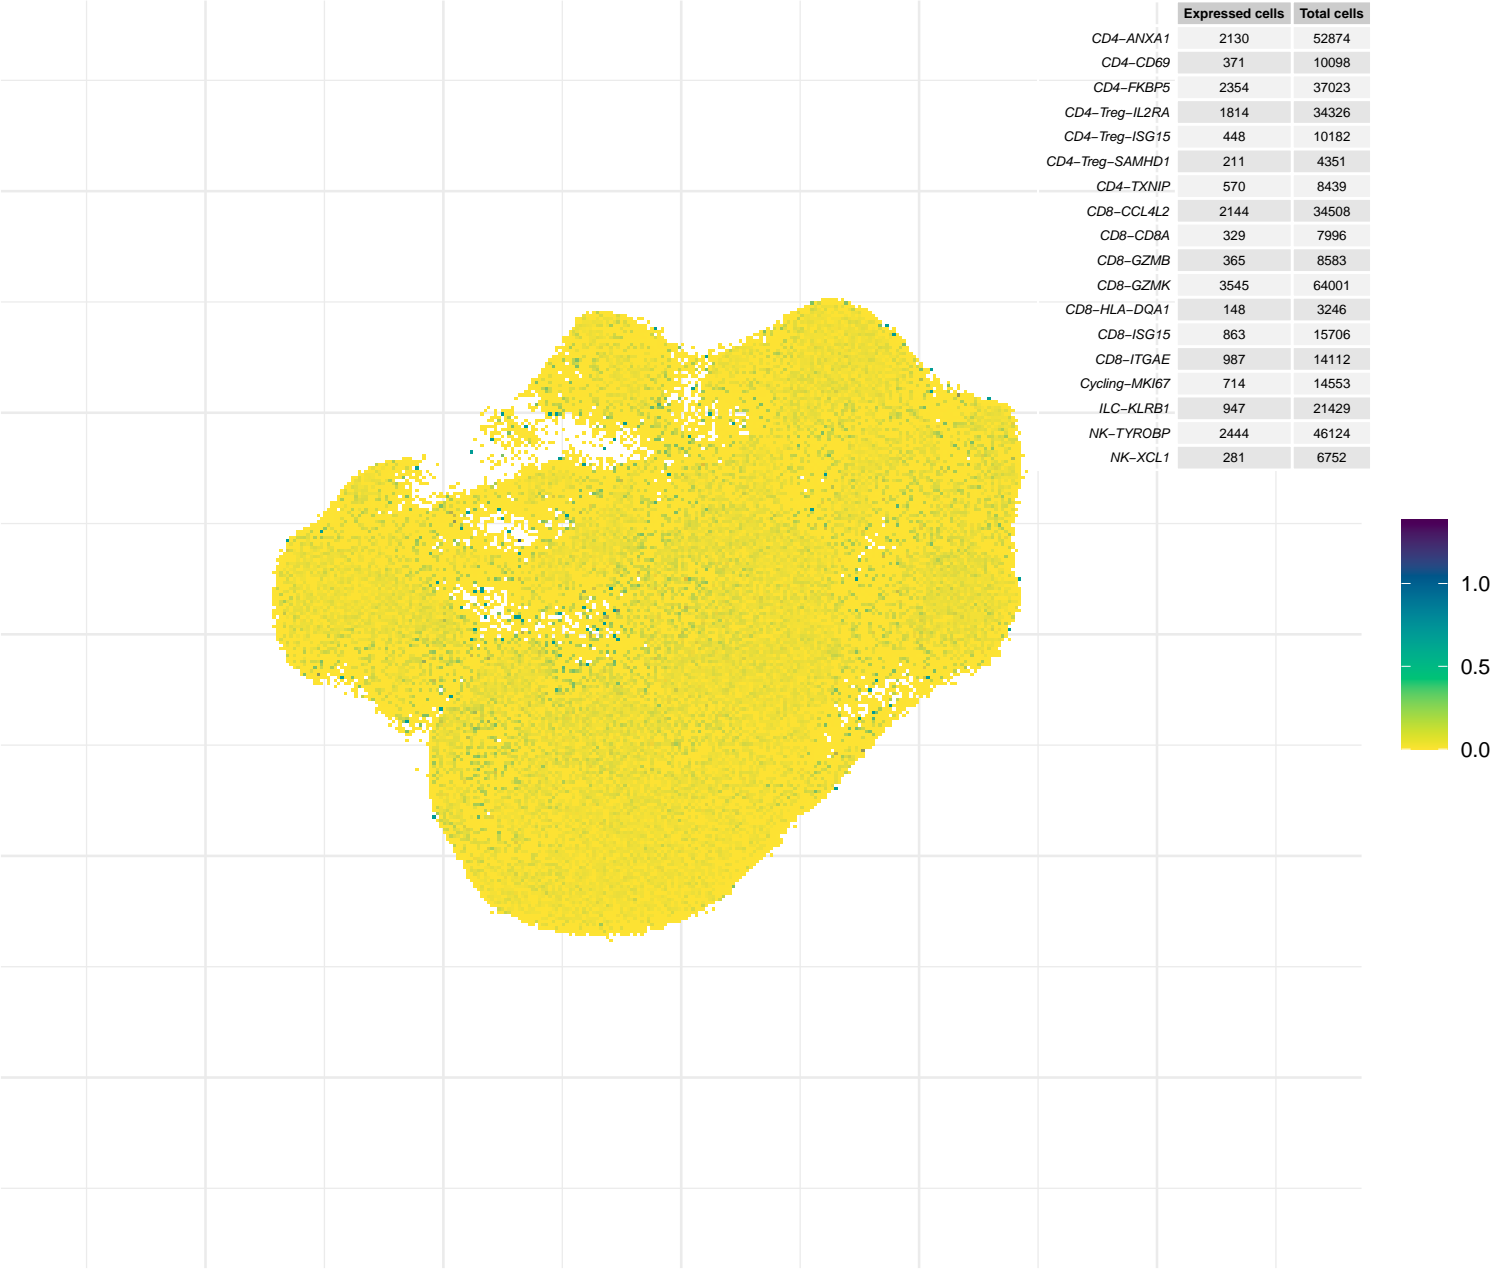 Expressed cells Total cells
CD4−ANXA1 2130 52874
CD4−CD69 371 10098
CD4−FKBP5 2354 37023
CD4−Treg−IL2RA 1814 34326
CD4−Treg−ISG15 448 10182
CD4−Treg−SAMHD1 211 4351
CD4−TXNIP 570 8439
CD8−CCL4L2 2144 34508
CD8−CD8A 329 7996
CD8−GZMB 365 8583
CD8−GZMK 3545 64001
CD8−HLA−DQA1 148 3246
CD8−ISG15 863 15706
CD8−ITGAE 987 14112
Cycling−MKI67 714 14553
ILC−KLRB1 947 21429
NK−TYROBP 2444 46124
NK−XCL1 281 6752
1.0
0.5
0.0